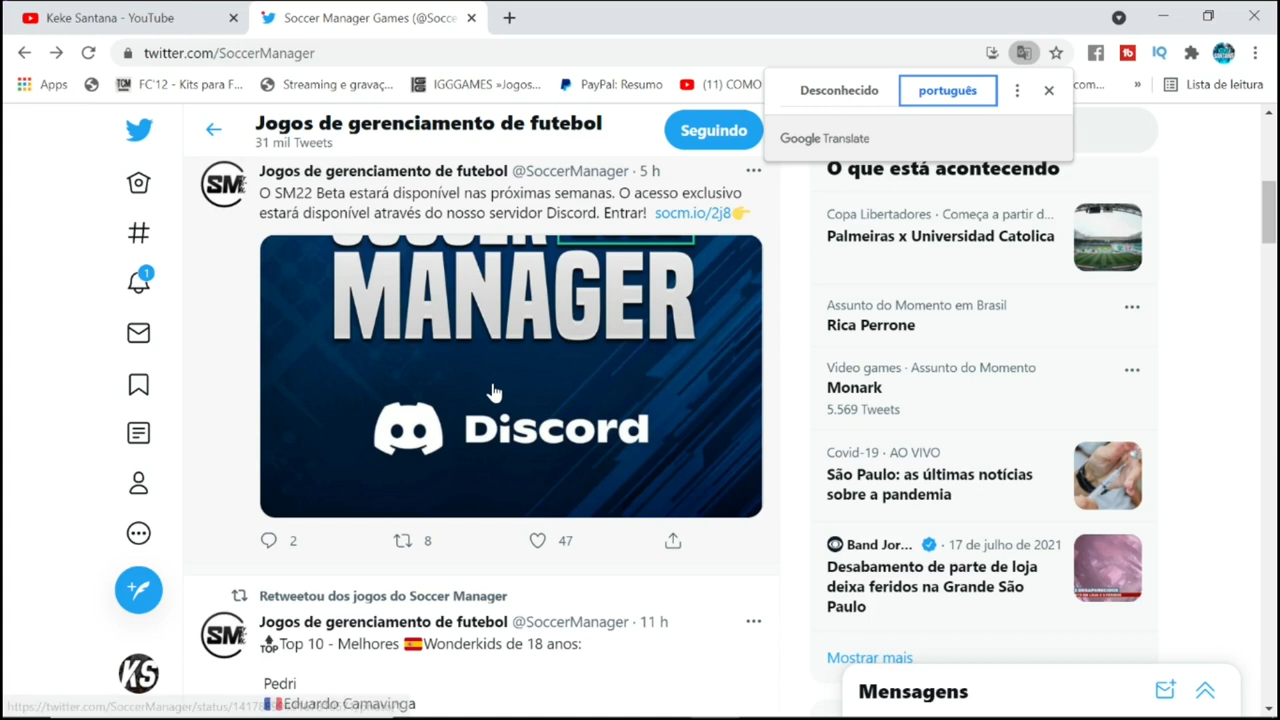 Keke Santana - YouTube
Soccer Manager Games (@Socce
twitter.com/SoccerManager
Apps
FC'12 - Kits para F...
Streaming e gravaç...
IGGGAMES »Jogos...
PayPal: Resumo
(11) COMO
com...
»
Lista de leitura
Desconhecido
português
Google Translate
Jogos de gerenciamento de futebol
31 mil Tweets
Seguindo
Jogos de gerenciamento de futebol @SoccerManager · 5 h
O SM22 Beta estará disponível nas próximas semanas. O acesso exclusivo
estará disponível através do nosso servidor Discord. Entrar! socm.io/2j8
SM
SOCCER
MANAGER
Discord
2
8
47
Retweetou dos jogos do Soccer Manager
Jogos de gerenciamento de futebol @SoccerManager · 11 h
SM
TOP Top 10 - Melhores Wonderkids de 18 anos:
Pedri
Eduardo Camavinga
1
KS
O que está acontecendo
Copa Libertadores · Começa a partir d...
Palmeiras x Universidad Catolica
Assunto do Momento em Brasil
Rica Perrone
Video games · Assunto do Momento
Monark
5.569 Tweets
Covid-19 · AO VIVO
São Paulo: as últimas notícias
sobre a pandemia
Band Jor... · 17 de julho de 2021
Desabamento de parte de loja
deixa feridos na Grande São
Paulo
Mostrar mais
Mensagens